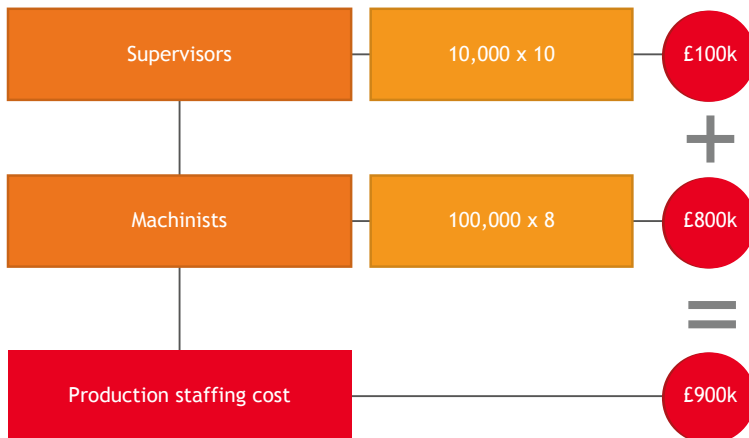 Supervisors
10,000 x 10
£100k
+
Machinists
100,000 x 8
£800k
=
Production staffing cost
£900k